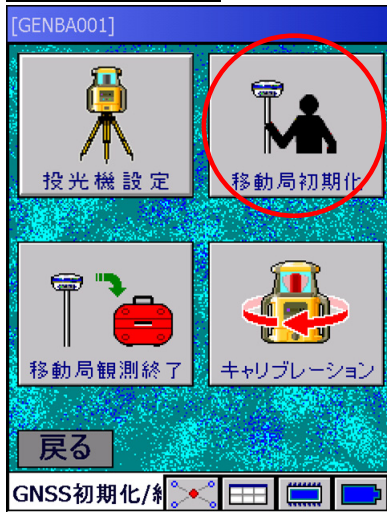 [GENBA001]
投光機設定
移動局初期化
移動局観測終了
キャリブレーション
戻る
GNSS初期化/